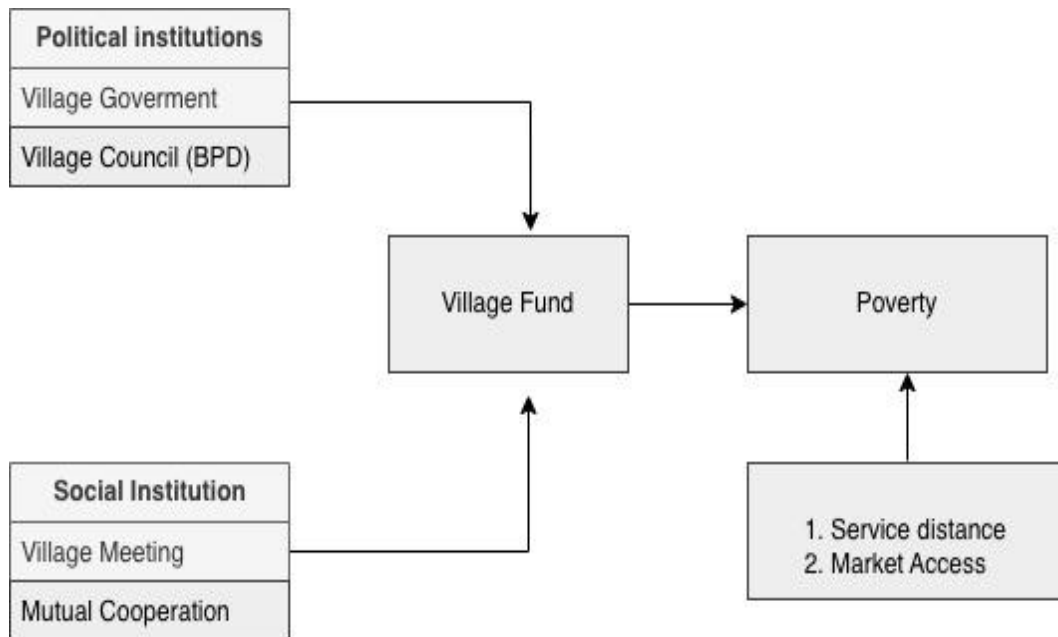 Political institutions
Village Goverment
Village Council (BPD)
Village Fund
Poverty
Social Institution
Village Meeting
Mutual Cooperation
1. Service distance
2. Market Access